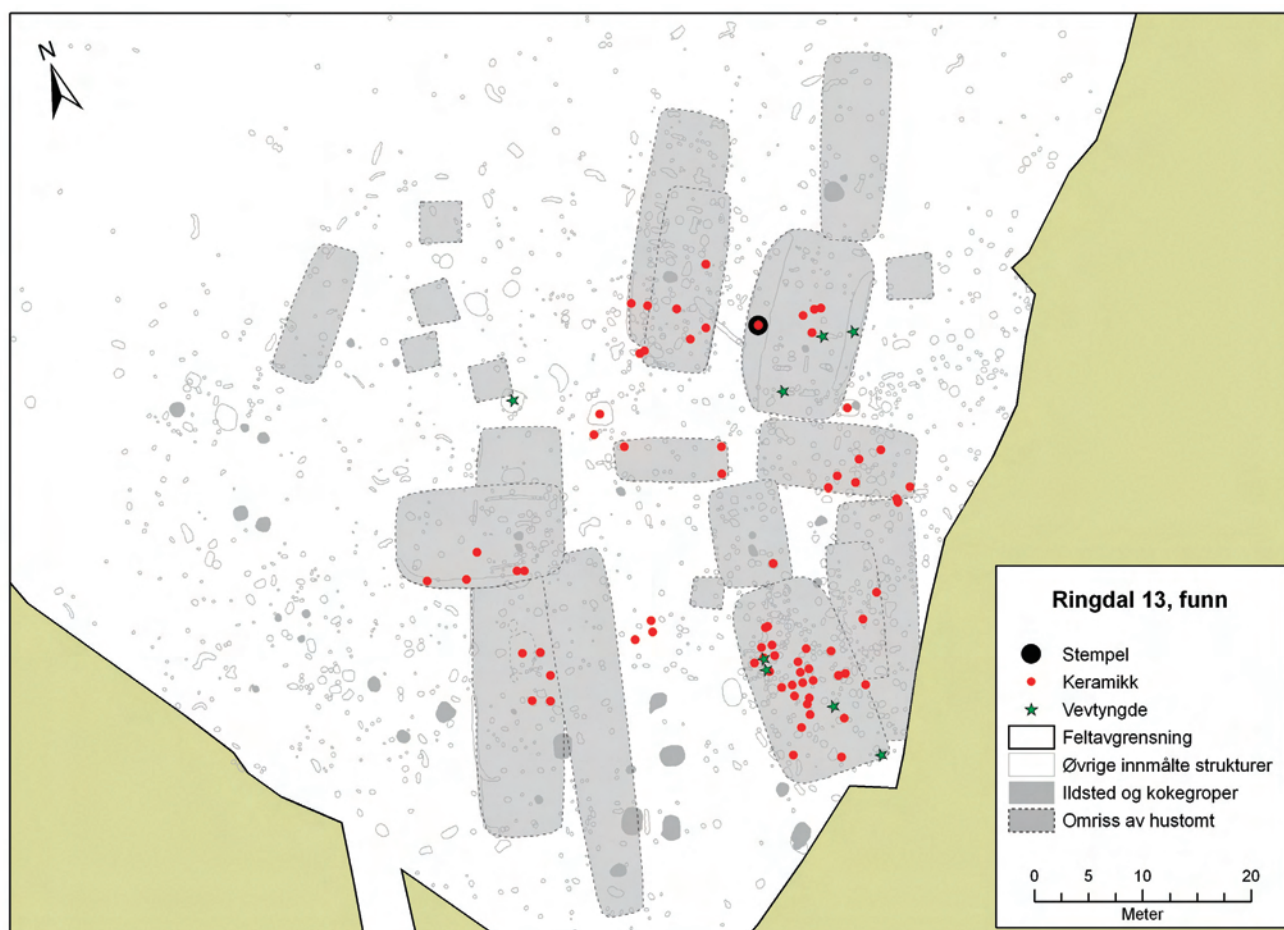 N
Ringdal 13, funn
Stempel
Keramikk
Vevtyngde
Feltavgrensning
Øvrige innmålte strukturer
Ildsted og kokegroper
Omriss av hustomt
0 10 20
Meter